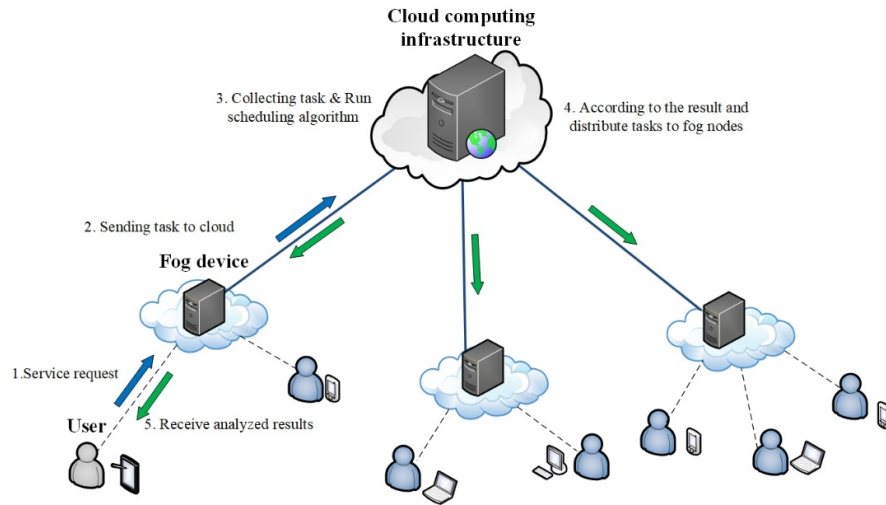 Cloud computing
infrastructure
3. Collecting task & Run
scheduling algorithm
4. According to the result and
distribute tasks to fog nodes
2. Sending task to cloud
Fog device
1.Service request
User
5. Receive analyzed results